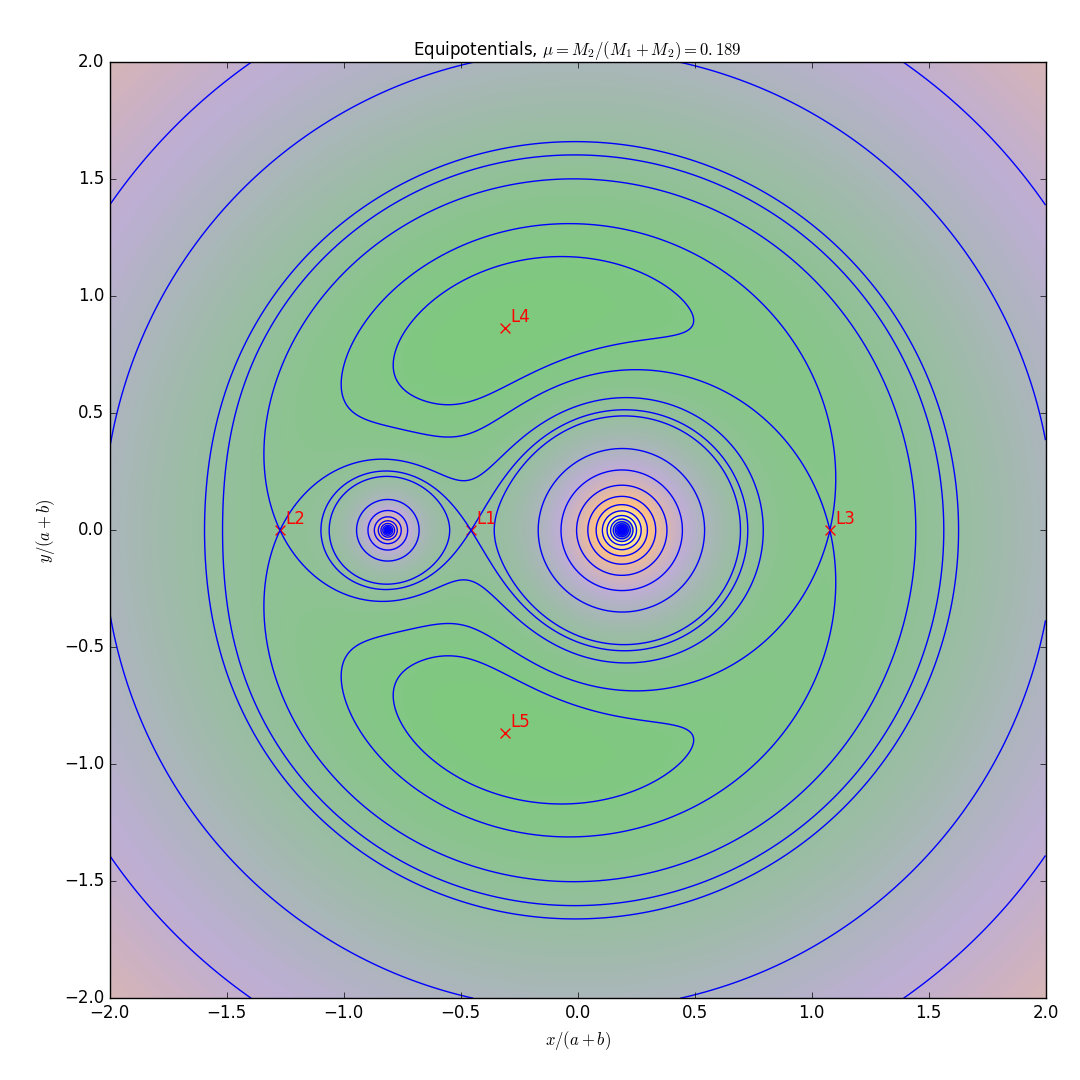 Equipotentials, μ = M₂/(M₁ + M₂) = 0.189
2.0
1.5
1.0
0.5
0.0
−0.5
−1.0
−1.5
−2.0
y/(a + b)
L4
L2
L1
L3
L5
−2.0 −1.5 −1.0 −0.5 0.0 0.5 1.0 1.5 2.0
x/(a + b)